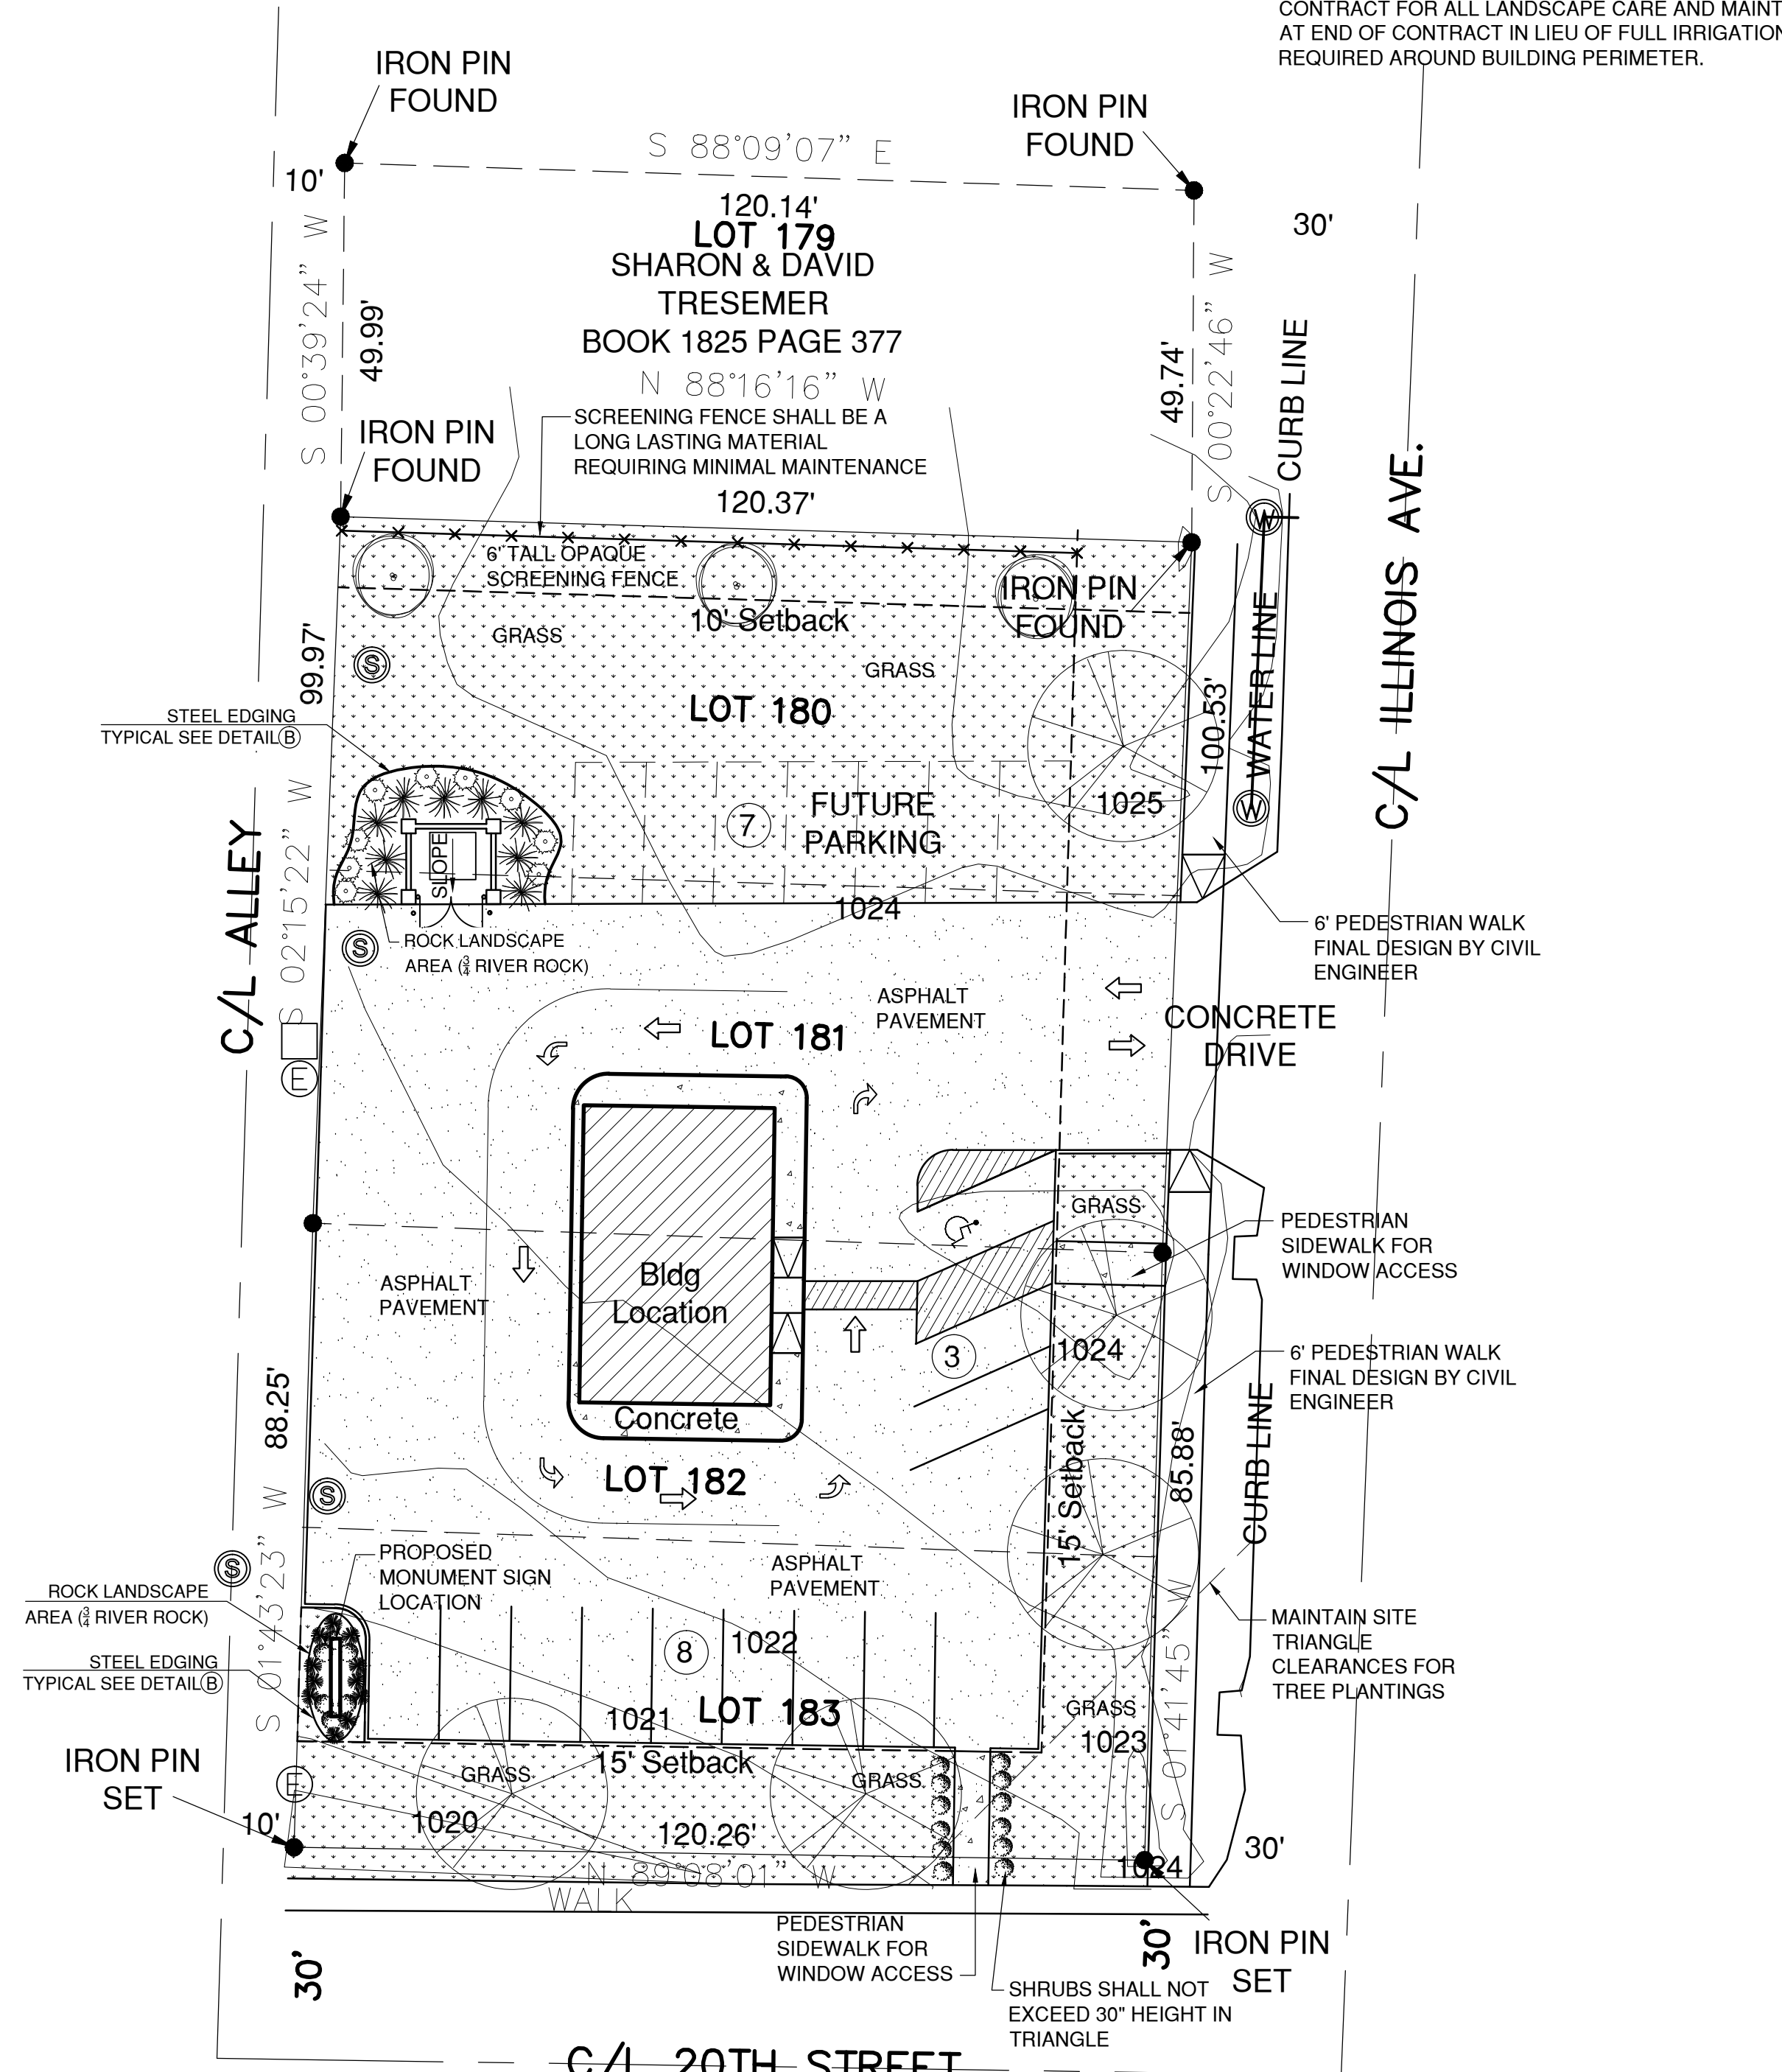 CONTRACT FOR ALL LANDSCAPE CARE AND MAINT
AT END OF CONTRACT IN LIEU OF FULL IRRIGATION
REQUIRED AROUND BUILDING PERIMETER.
IRON PIN
FOUND
IRON PIN
FOUND
S 88°09'07" E
10'
120.14'
LOT 179
30'
SHARON & DAVID
TRESEMER
BOOK 1825 PAGE 377
S 00°39'24" W
49.99'
49.74'
S 00°22'46" W
CURB LINE
N 88°16'16" W
SCREENING FENCE SHALL BE A
LONG LASTING MATERIAL
REQUIRING MINIMAL MAINTENANCE
IRON PIN
FOUND
120.37'
C/L ILLINOIS AVE.
W
6' TALL OPAQUE
SCREENING FENCE
IRON PIN
FOUND
10' Setback
GRASS
GRASS
99.97'
S
WATER LINE
100.53'
LOT 180
STEEL EDGING
TYPICAL SEE DETAIL B
FUTURE
PARKING
7
1025
W
SLOPE
C/L ALLEY
S 02°15'22" W
1024
6' PEDESTRIAN WALK
FINAL DESIGN BY CIVIL
ENGINEER
S
ROCK LANDSCAPE
AREA (3/4 RIVER ROCK)
ASPHALT
PAVEMENT
CONCRETE
DRIVE
LOT 181
E
GRASS
PEDESTRIAN
SIDEWALK FOR
WINDOW ACCESS
ASPHALT
PAVEMENT
Bldg
Location
3
1024
6' PEDESTRIAN WALK
FINAL DESIGN BY CIVIL
ENGINEER
88.25'
Concrete
15' Setback
85.88'
CURB LINE
LOT 182
S
S
S 01°43'23" W
PROPOSED
MONUMENT SIGN
LOCATION
ASPHALT
PAVEMENT
ROCK LANDSCAPE
AREA (3/4 RIVER ROCK)
MAINTAIN SITE
TRIANGLE
CLEARANCES FOR
TREE PLANTINGS
STEEL EDGING
TYPICAL SEE DETAIL B
8
1022
S 01°41'45" W
1021
LOT 183
GRASS
1023
IRON PIN
SET
15' Setback
GRASS
GRASS
E
10'
1020
120.26'
30'
1024
N 89°08'01" W
WALK
PEDESTRIAN
SIDEWALK FOR
WINDOW ACCESS
30'
30'
IRON PIN
SET
SHRUBS SHALL NOT
EXCEED 30" HEIGHT IN
TRIANGLE
C/L 20TH STREET